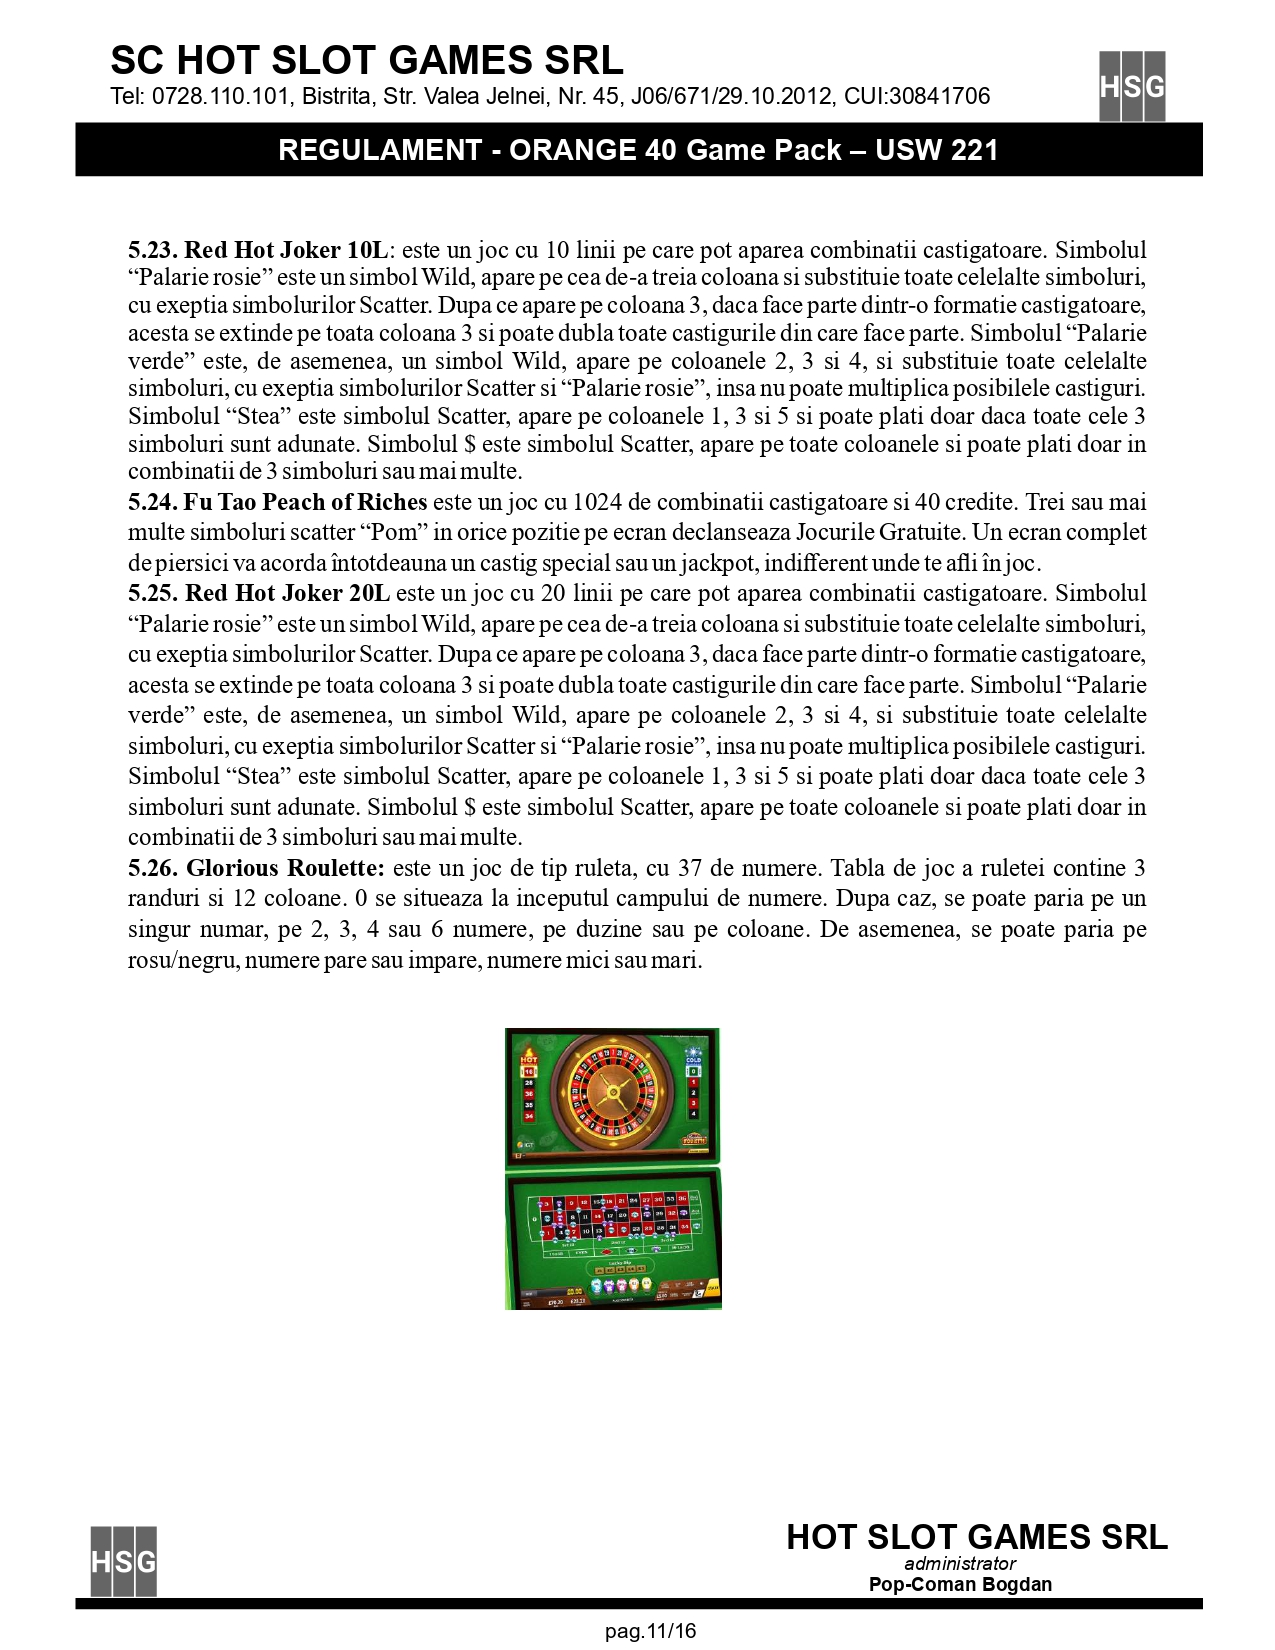 SC HOT SLOT GAMES SRL
Tel: 0728.110.101, Bistrita, Str. Valea Jelnei, Nr. 45, J06/671/29.10.2012, CUI:30841706
HSG
REGULAMENT - ORANGE 40 Game Pack – USW 221
5.23. Red Hot Joker 10L: este un joc cu 10 linii pe care pot aparea combinatii castigatoare. Simbolul
“Palarie rosie” este un simbol Wild, apare pe cea de-a treia coloana si substituie toate celelalte simboluri,
cu exeptia simbolurilor Scatter. Dupa ce apare pe coloana 3, daca face parte dintr-o formatie castigatoare,
acesta se extinde pe toata coloana 3 si poate dubla toate castigurile din care face parte. Simbolul “Palarie
verde” este, de asemenea, un simbol Wild, apare pe coloanele 2, 3 si 4, si substituie toate celelalte
simboluri, cu exeptia simbolurilor Scatter si “Palarie rosie”, insa nu poate multiplica posibilele castiguri.
Simbolul “Stea” este simbolul Scatter, apare pe coloanele 1, 3 si 5 si poate plati doar daca toate cele 3
simboluri sunt adunate. Simbolul $ este simbolul Scatter, apare pe toate coloanele si poate plati doar in
combinatii de 3 simboluri sau mai multe.
5.24. Fu Tao Peach of Riches este un joc cu 1024 de combinatii castigatoare si 40 credite. Trei sau mai
multe simboluri scatter “Pom” in orice pozitie pe ecran declanseaza Jocurile Gratuite. Un ecran complet
de piersici va acorda întotdeauna un castig special sau un jackpot, indifferent unde te afli în joc.
5.25. Red Hot Joker 20L este un joc cu 20 linii pe care pot aparea combinatii castigatoare. Simbolul
“Palarie rosie” este un simbol Wild, apare pe cea de-a treia coloana si substituie toate celelalte simboluri,
cu exeptia simbolurilor Scatter. Dupa ce apare pe coloana 3, daca face parte dintr-o formatie castigatoare,
acesta se extinde pe toata coloana 3 si poate dubla toate castigurile din care face parte. Simbolul “Palarie
verde” este, de asemenea, un simbol Wild, apare pe coloanele 2, 3 si 4, si substituie toate celelalte
simboluri, cu exeptia simbolurilor Scatter si “Palarie rosie”, insa nu poate multiplica posibilele castiguri.
Simbolul “Stea” este simbolul Scatter, apare pe coloanele 1, 3 si 5 si poate plati doar daca toate cele 3
simboluri sunt adunate. Simbolul $ este simbolul Scatter, apare pe toate coloanele si poate plati doar in
combinatii de 3 simboluri sau mai multe.
5.26. Glorious Roulette: este un joc de tip ruleta, cu 37 de numere. Tabla de joc a ruletei contine 3
randuri si 12 coloane. 0 se situeaza la inceputul campului de numere. Dupa caz, se poate paria pe un
singur numar, pe 2, 3, 4 sau 6 numere, pe duzine sau pe coloane. De asemenea, se poate paria pe
rosu/negru, numere pare sau impare, numere mici sau mari.
HOT
COLD
HSG
HOT SLOT GAMES SRL
administrator
Pop-Coman Bogdan
pag.11/16